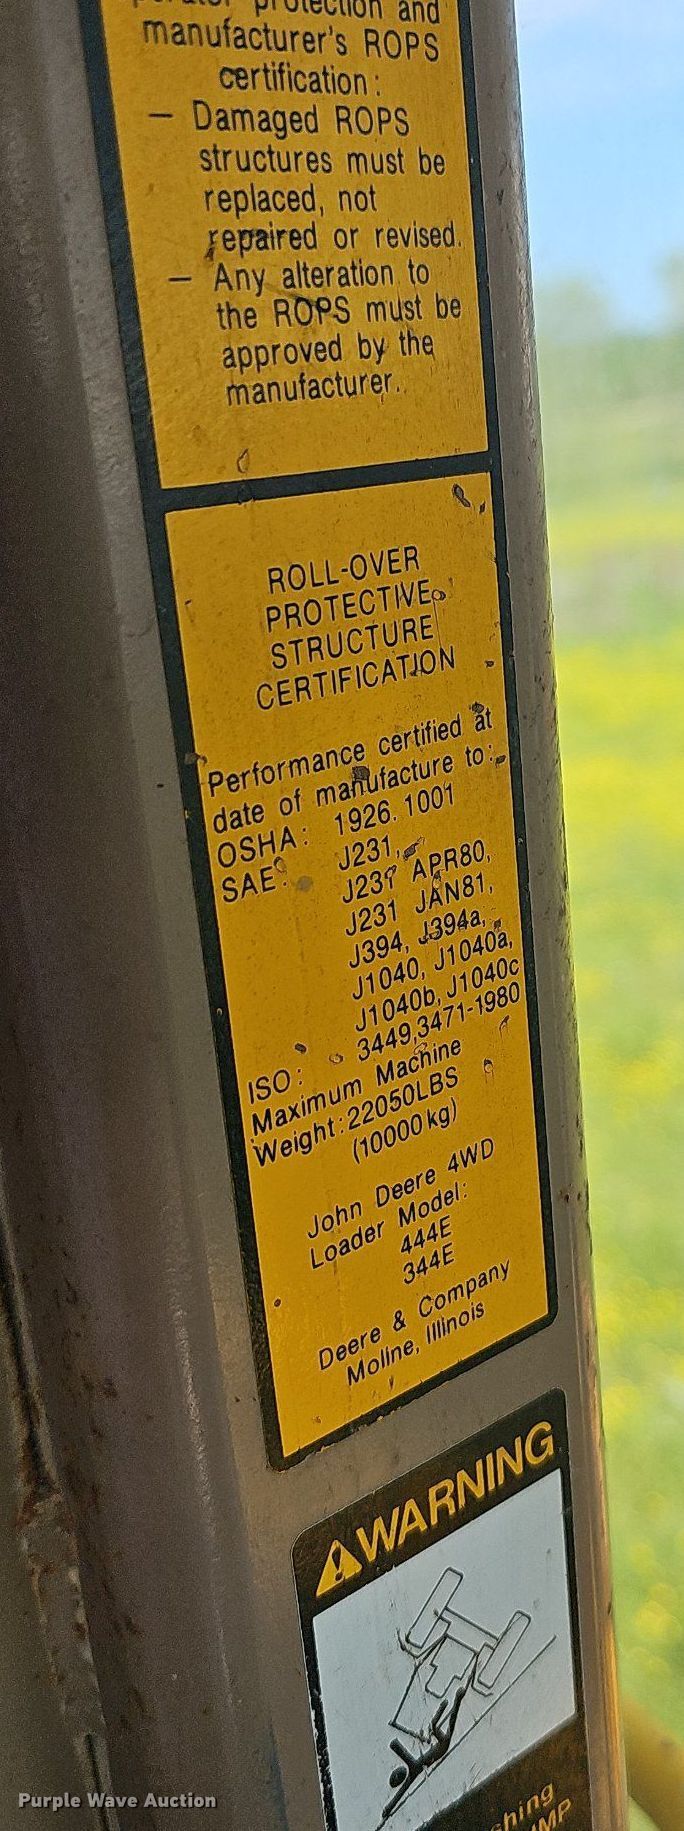 protection and
manufacturer's ROPS
certification:
— Damaged ROPS
structures must be
replaced, not
repaired or revised.
— Any alteration to
the ROPS must be
approved by the
manufacturer.
ROLL-OVER
PROTECTIVE
STRUCTURE
CERTIFICATION
Performance certified at
date of manufacture to:
OSHA: 1926.1001
SAE: J231,
J231 APR80,
J231 JAN81,
J394, J394a,
J1040, J1040a,
J1040b, J1040c
ISO: 3449,3471-1980
Maximum Machine
Weight:22050LBS
(10000kg)
John Deere 4WD
Loader Model:
444E
344E
Deere & Company
Moline, Illinois
WARNING
Purple Wave Auction